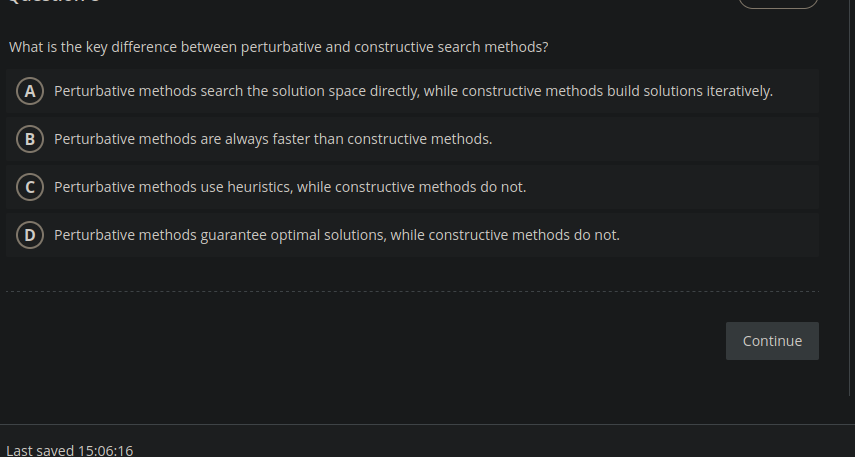 What is the key difference between perturbative and constructive search methods?
A Perturbative methods search the solution space directly, while constructive methods build solutions iteratively.
B Perturbative methods are always faster than constructive methods.
C Perturbative methods use heuristics, while constructive methods do not.
D Perturbative methods guarantee optimal solutions, while constructive methods do not.
Continue
Last saved 15:06:16